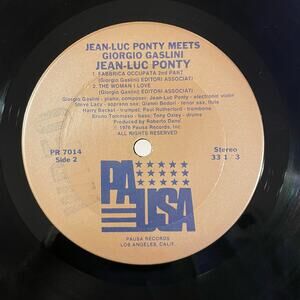 JEAN-LUC PONTY MEETS
GIORGIO GASLINI
JEAN-LUC PONTY
1. FABBRICA OCCUPATA 2nd PART
(Giorgio Gaslini) EDITORI ASSOCIATI
2. THE WOMAN I LOVE
(Giorgio Gaslini) EDITORI ASSOCIATI
Giorgio Gaslini - piano, composer; Jean-Luc Ponty - electronic violin
Steve Lacy - soprano sax; Gianni Bedori - tenor sax, flute
Harry Becket - trumpet; Paul Rutherford - trombone
Bruno Tommaso - bass; Tony Oxley - drums
Produced by Roberto Dané
© 1976 Pausa Records, Inc
ALL RIGHTS RESERVED
PR 7014
Side 2
Stereo
33 1/3
PAUSA
PAUSA RECORDS
LOS ANGELES, CALIF.